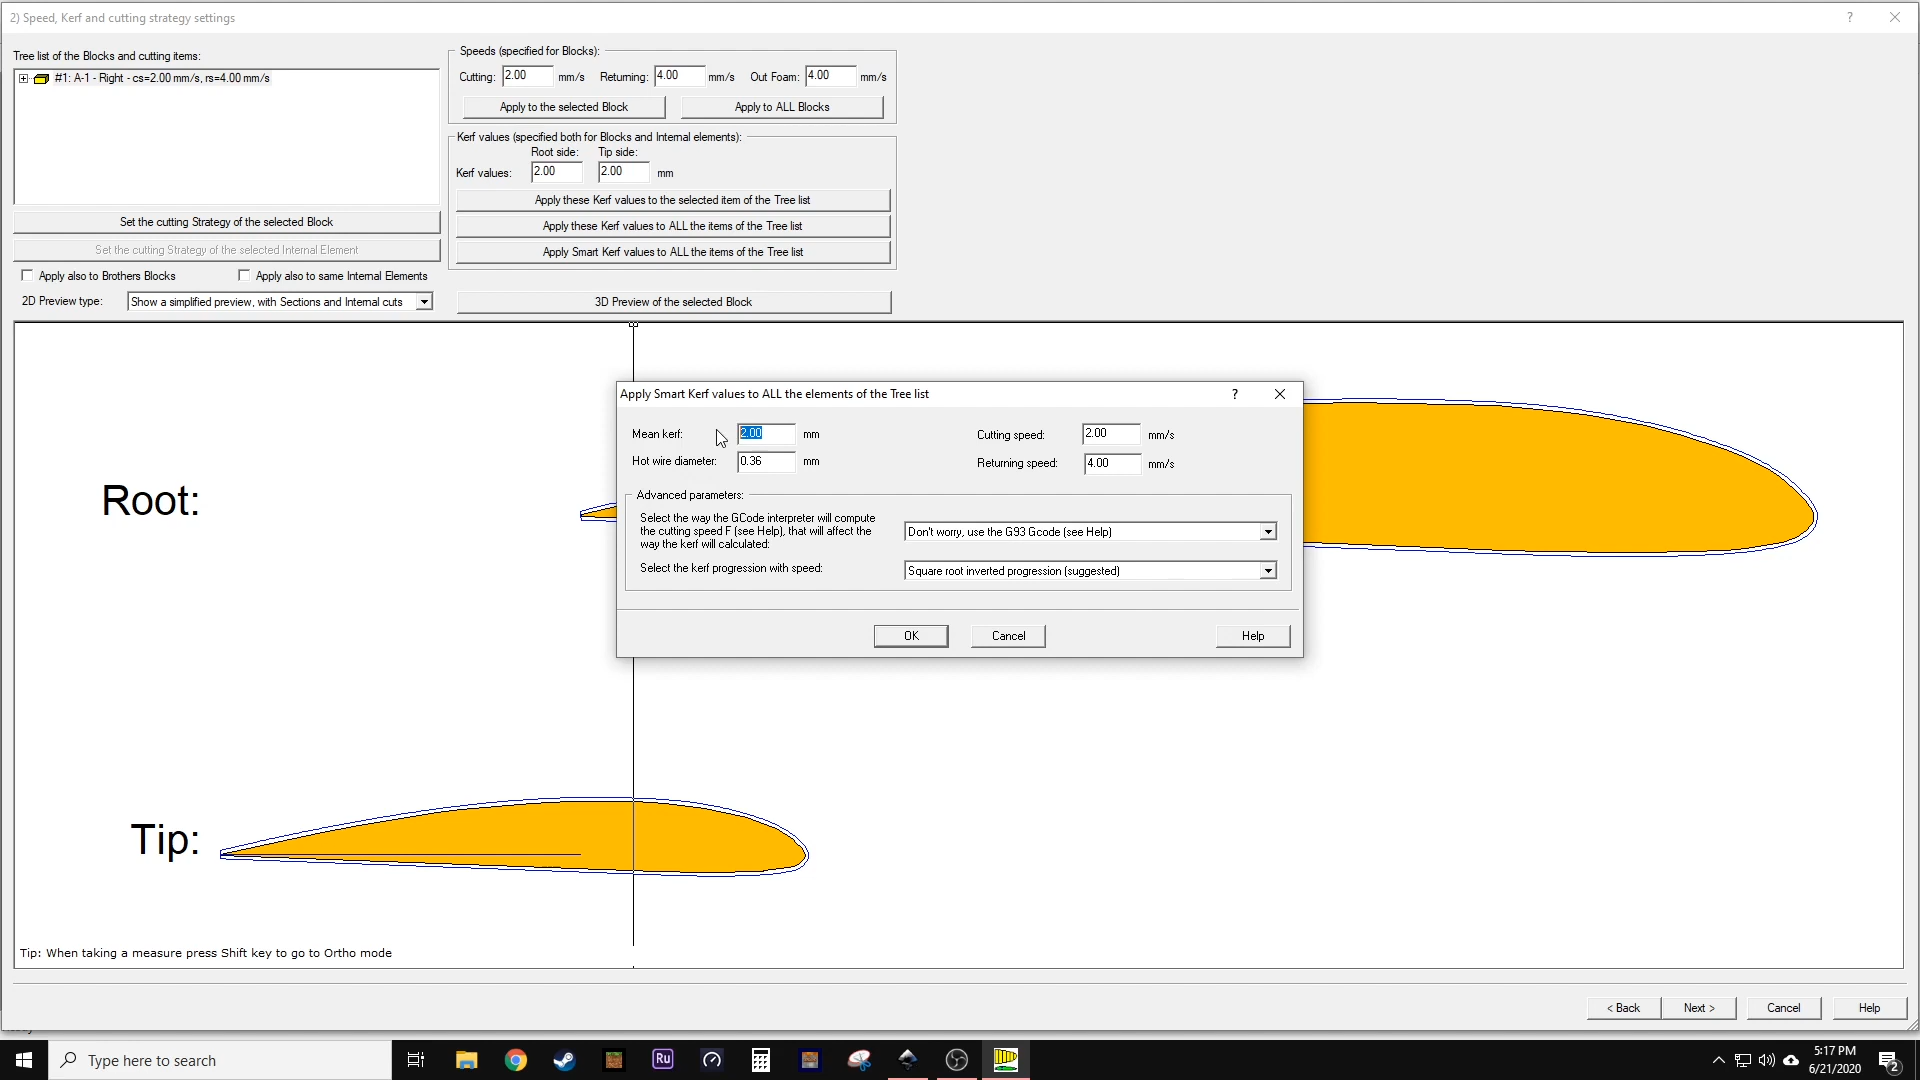 2) Speed, Kerf and cutting strategy settings
Tree list of the Blocks and cutting items:
#1: A-1 - Right - cs=2.00 mm/s, rs=4.00 mm/s
Set the cutting Strategy of the selected Block
Set the cutting Strategy of the selected Internal Element
Apply also to Brothers Blocks
Apply also to same Internal Elements
2D Preview type:
Show a simplified preview, with Sections and Internal cuts
Speeds (specified for Blocks):
Cutting: 2.00 mm/s Returning: 4.00 mm/s Out Foam: 4.00 mm/s
Apply to the selected Block
Apply to ALL Blocks
Kerf values (specified both for Blocks and Internal elements):
Root side: Tip side:
Kerf values: 2.00 2.00 mm
Apply these Kerf values to the selected item of the Tree list
Apply these Kerf values to ALL the items of the Tree list
Apply Smart Kerf values to ALL the items of the Tree list
3D Preview of the selected Block
Apply Smart Kerf values to ALL the elements of the Tree list
?
Mean kerf: 2.00 mm
Cutting speed: 2.00 mm/s
Hot wire diameter: 0.36 mm
Returning speed: 4.00 mm/s
Advanced parameters:
Select the way the GCode interpreter will compute
the cutting speed F (see Help), that will affect the
way the kerf will calculated:
Don't worry, use the G93 Gcode (see Help)
Select the kerf progression with speed:
Square root inverted progression (suggested)
OK
Cancel
Help
Root:
Tip:
Tip: When taking a measure press Shift key to go to Ortho mode
< Back
Next >
Cancel
Help
Type here to search
Ru
5:17 PM
6/21/2020
2